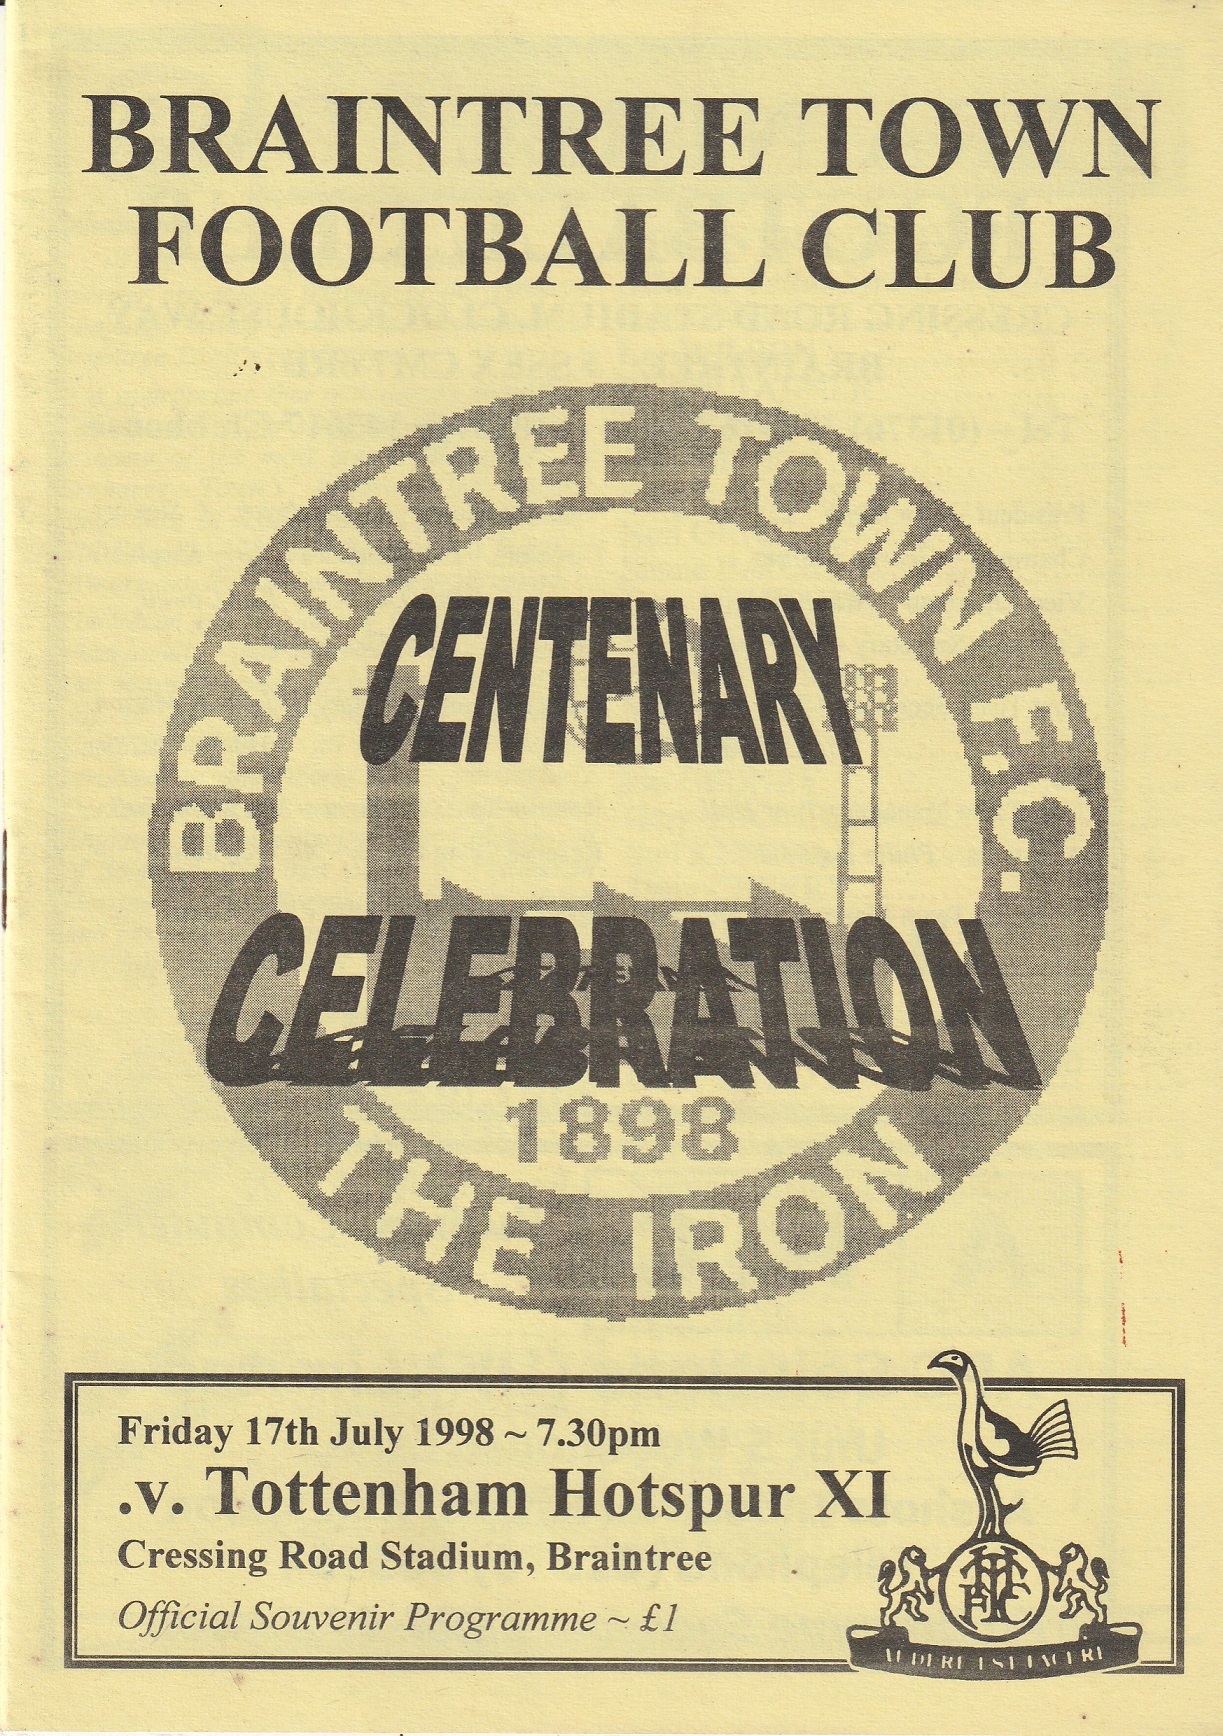 BRAINTREE TOWN
FOOTBALL CLUB
BRAINTREE TOWN F.C.
CENTENARY
CELEBRATION
1898
THE IRON
Friday 17th July 1998 ~ 7.30pm
.v. Tottenham Hotspur XI
Cressing Road Stadium, Braintree
Official Souvenir Programme ~ £1
THFC
AUDERE EST FACERE